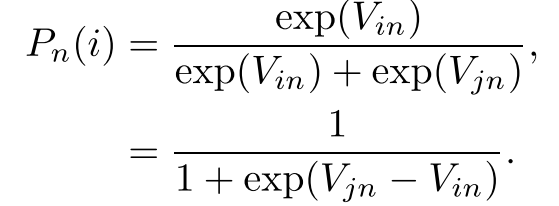 P_n(i) = \frac{\exp(V_{in})}{\exp(V_{in}) + \exp(V_{jn})},
= \frac{1}{1 + \exp(V_{jn} - V_{in})}.